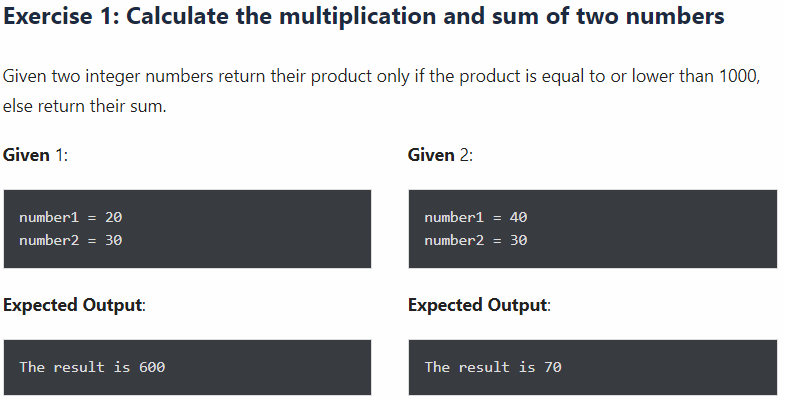 Exercise 1: Calculate the multiplication and sum of two numbers
Given two integer numbers return their product only if the product is equal to or lower than 1000,
else return their sum.
Given 1:
number1 = 20
number2 = 30
Expected Output:
The result is 600
Given 2:
number1 = 40
number2 = 30
Expected Output:
The result is 70